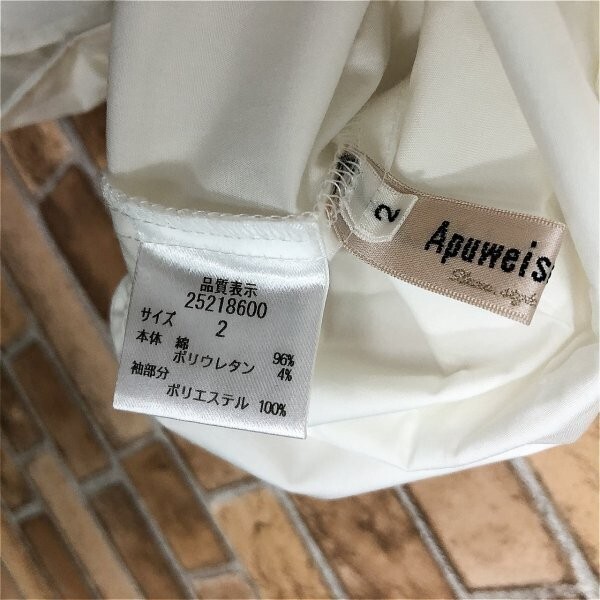 品質表示
25218600
サイズ 2
本体 綿 96%
ポリウレタン 4%
袖部分
ポリエステル 100%
2
Apuweis